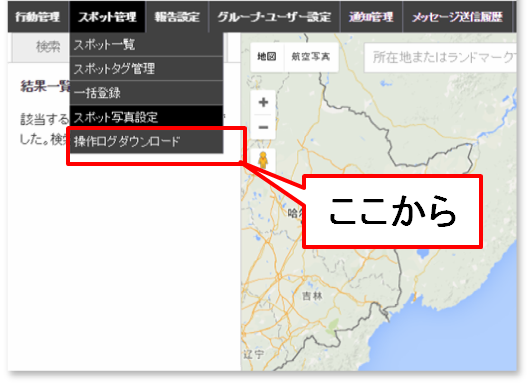 行動管理 スポット管理 報告設定 グループ・ユーザー設定 通知管理 メッセージ送信履歴
検索
スポット一覧
スポットタグ管理
一括登録
スポット写真設定
操作ログダウンロード
結果一覧
該当する
した。検索
地図 航空写真 所在地またはランドマーク
+
−
ここから
哈尔
吉林
辽宁